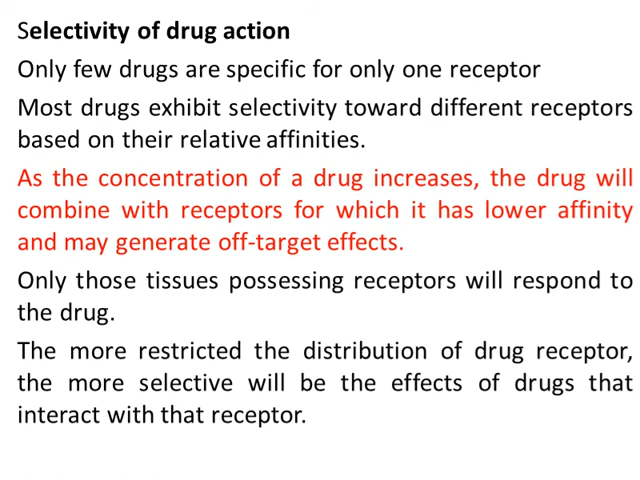 Selectivity of drug action
Only few drugs are specific for only one receptor
Most drugs exhibit selectivity toward different receptors
based on their relative affinities.
As the concentration of a drug increases, the drug will
combine with receptors for which it has lower affinity
and may generate off-target effects.
Only those tissues possessing receptors will respond to
the drug.
The more restricted the distribution of drug receptor,
the more selective will be the effects of drugs that
interact with that receptor.